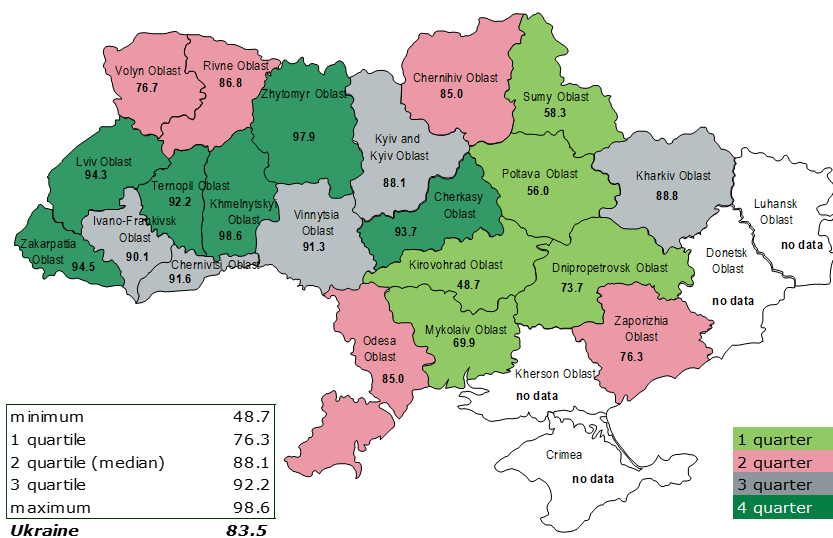 Volyn Oblast
76.7
Rivne Oblast
86.8
Zhytomyr Oblast
97.9
Chernihiv Oblast
85.0
Sumy Oblast
58.3
Kyiv and
Kyiv Oblast
88.1
Lviv Oblast
94.3
Ternopil Oblast
92.2
Khmelnytskyi
Oblast
98.6
Ivano-Frankivsk
Oblast
90.1
Zakarpattia
Oblast
94.5
Chernivtsi Oblast
91.6
Vinnytsia
Oblast
91.3
Cherkasy
Oblast
93.7
Poltava Oblast
56.0
Kharkiv Oblast
88.8
Luhansk
Oblast
no data
Donetsk
Oblast
no data
Kirovohrad Oblast
48.7
Dnipropetrovsk Oblast
73.7
Zaporizhia
Oblast
76.3
Mykolaiv Oblast
69.9
Odesa
Oblast
85.0
Kherson Oblast
no data
Crimea
no data
minimum 48.7
1 quartile 76.3
2 quartile (median) 88.1
3 quartile 92.2
maximum 98.6
Ukraine 83.5
1 quarter
2 quarter
3 quarter
4 quarter